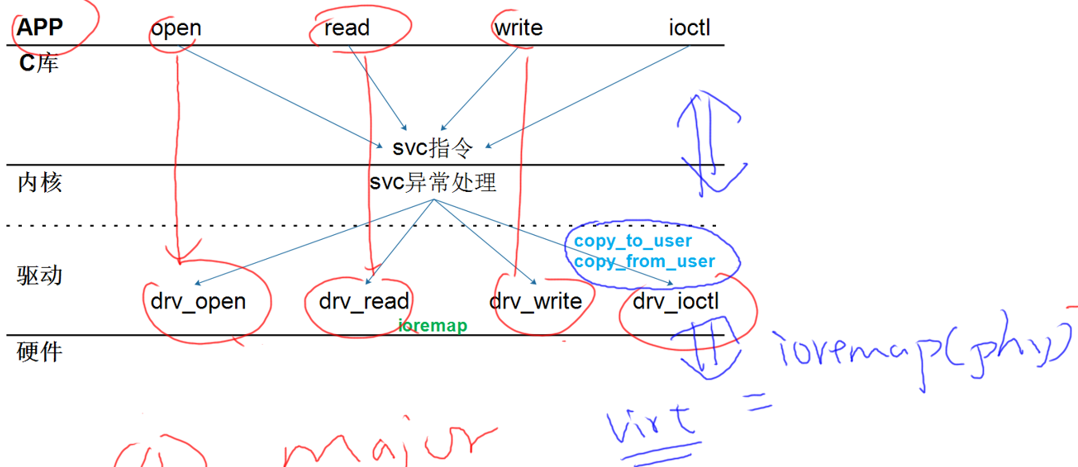 APP open read write ioctl
C库
svc指令
内核 svc异常处理
copy_to_user
copy_from_user
驱动
drv_open drv_read drv_write drv_ioctl
ioremap
硬件
virt = ioremap(phy)
① major